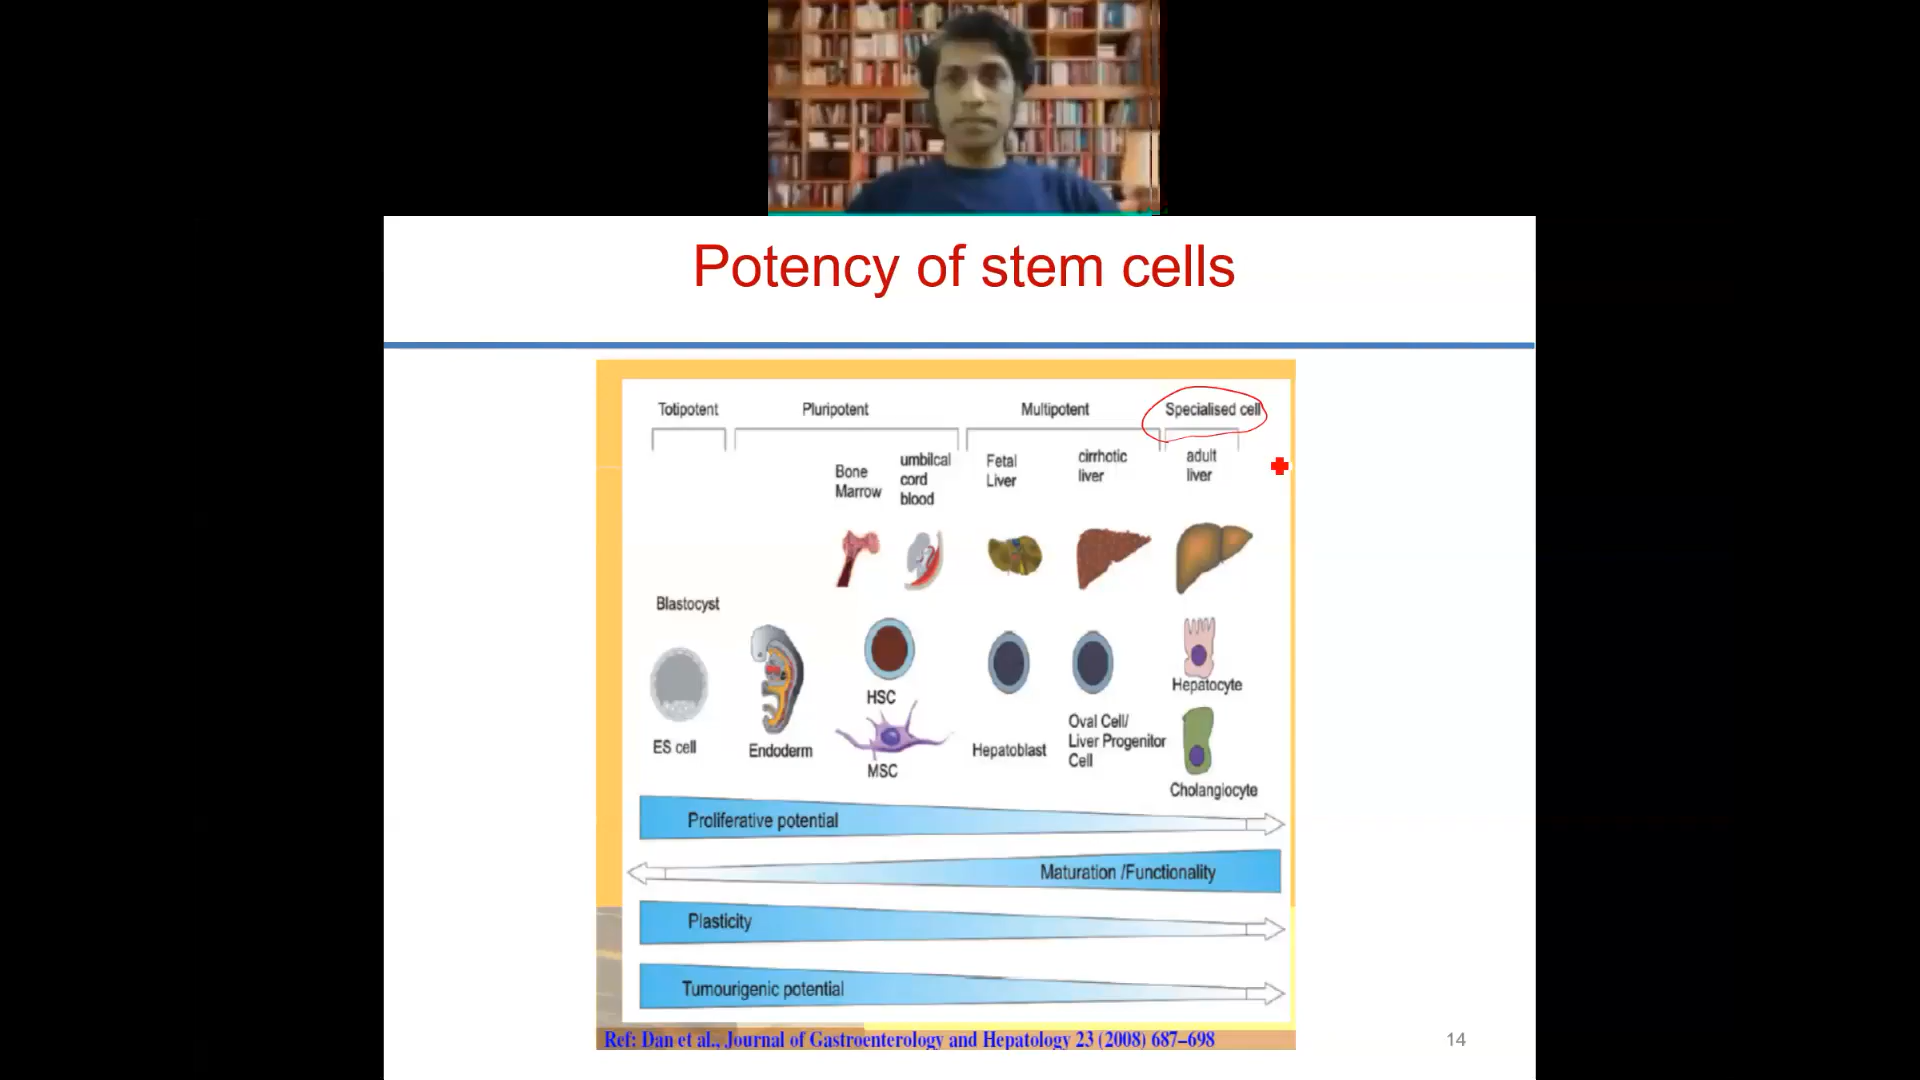 Potency of stem cells
Totipotent
Pluripotent
Multipotent
Specialised cell
Bone
Marrow
umbilcal
cord
blood
Fetal
Liver
cirrhotic
liver
adult
liver
Blastocyst
ES cell
Endoderm
HSC
MSC
Hepatoblast
Oval Cell/
Liver Progenitor
Cell
Hepatocyte
Cholangiocyte
Proliferative potential
Maturation /Functionality
Plasticity
Tumourigenic potential
Ref: Dan et al., Journal of Gastroenterology and Hepatology 23 (2008) 687–698
14